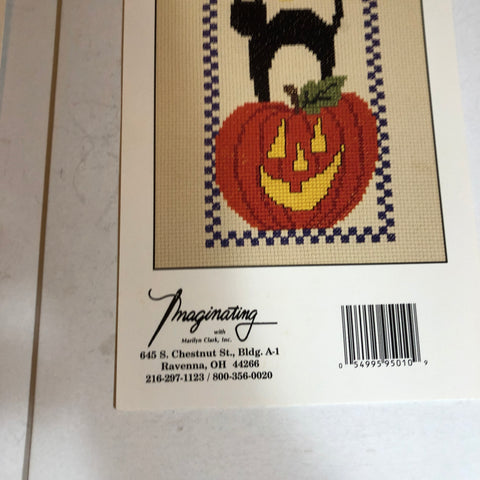 Imaginating
with
Marilyn Clark, Inc.
645 S. Chestnut St., Bldg. A-1
Ravenna, OH 44266
216-297-1123 / 800-356-0020
0 54995 95010 9